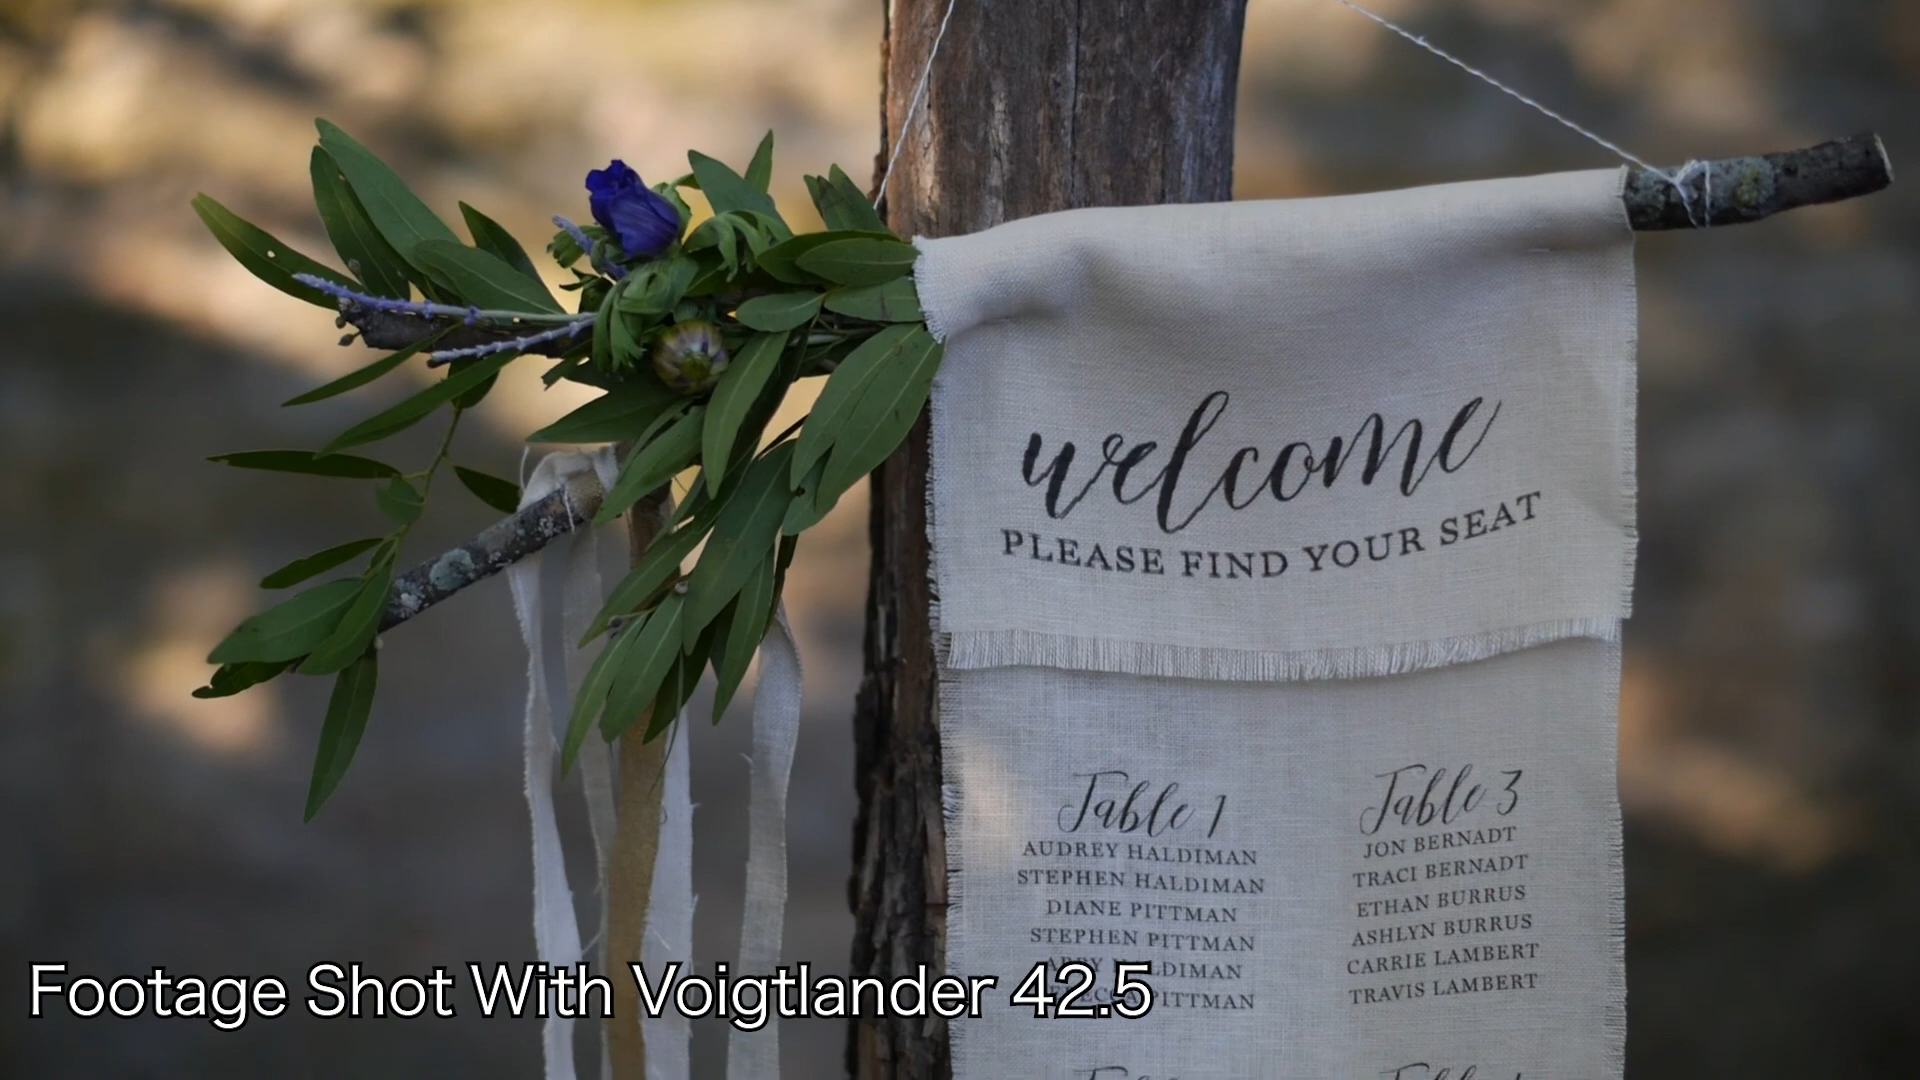 welcome
PLEASE FIND YOUR SEAT
Table 1
AUDREY HALDIMAN
STEPHEN HALDIMAN
DIANE PITTMAN
STEPHEN PITTMAN
PITTMAN
Table 3
JON BERNADT
TRACI BERNADT
ETHAN BURRUS
ASHLYN BURRUS
CARRIE LAMBERT
TRAVIS LAMBERT
Footage Shot With Voigtlander 42.5